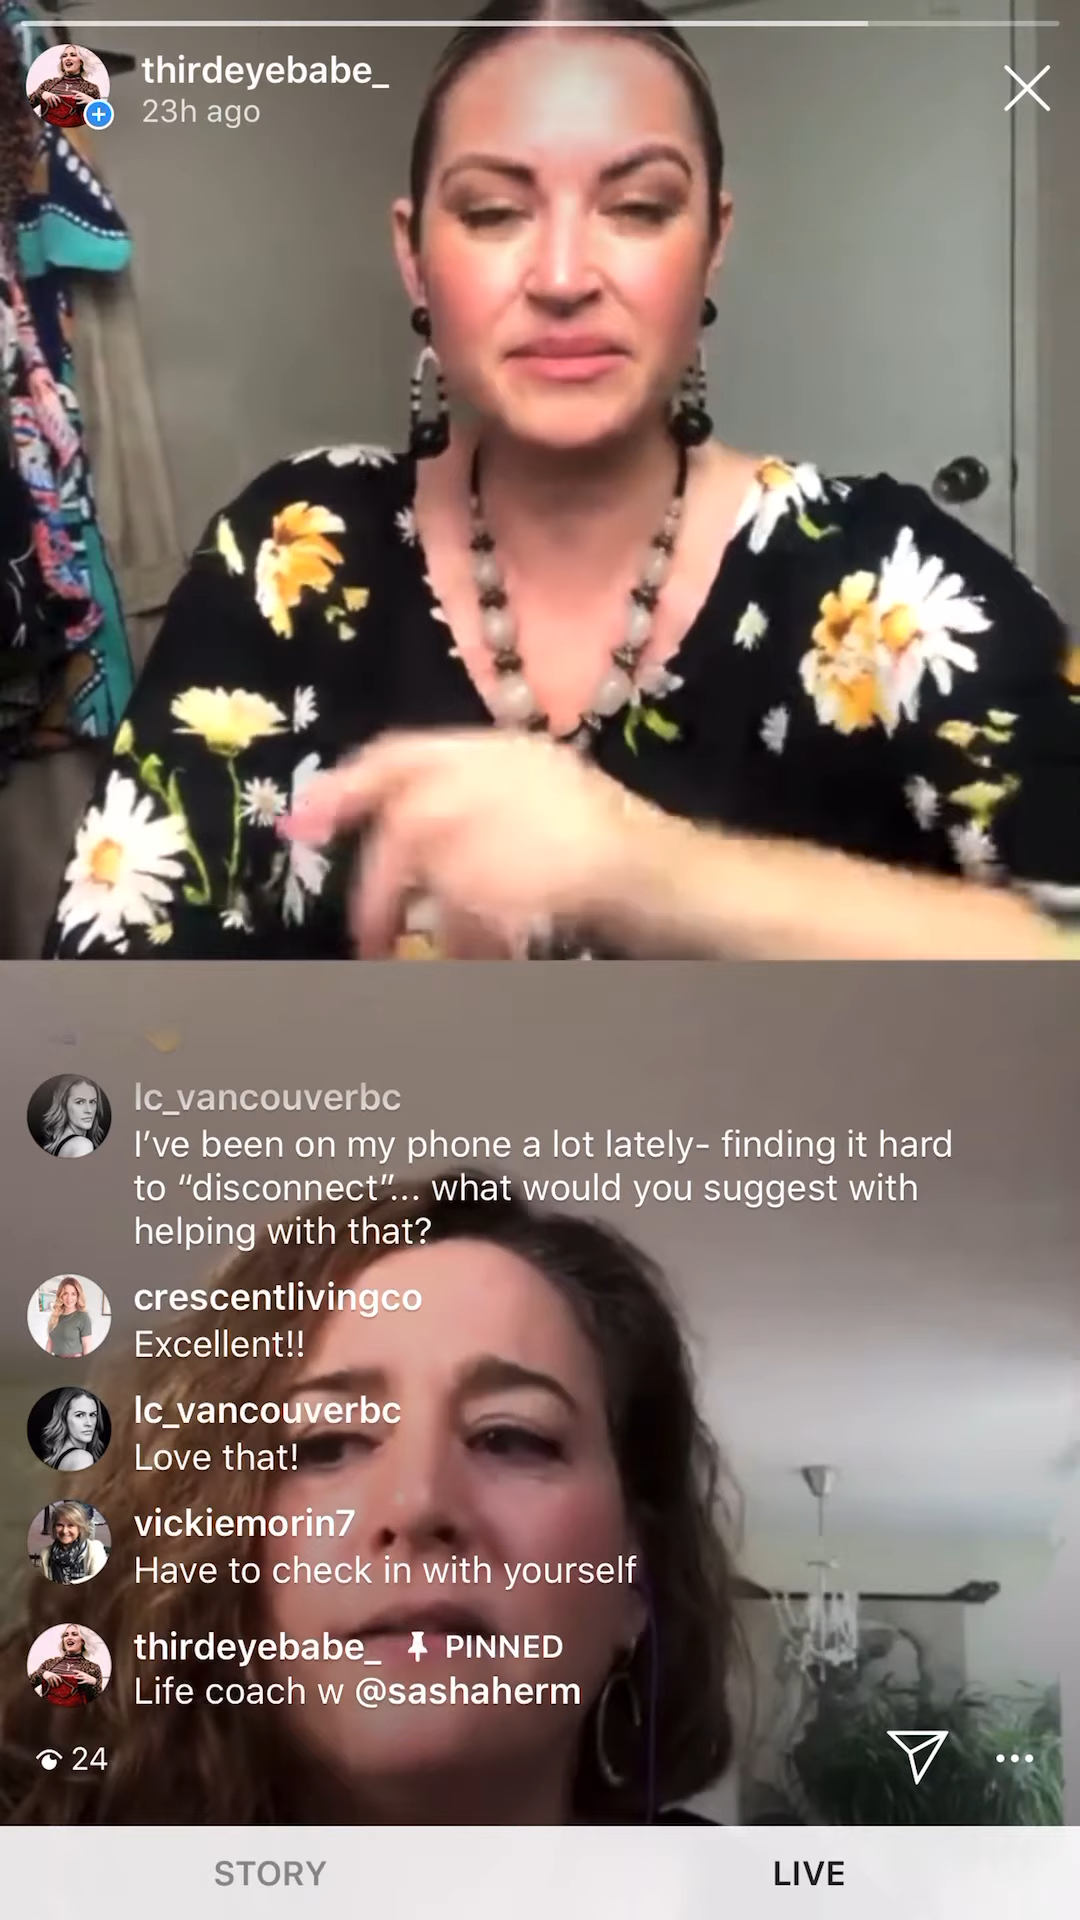 thirdeyebabe_
23h ago
lc_vancouverbc
I've been on my phone a lot lately- finding it hard
to “disconnect”... what would you suggest with
helping with that?
crescentlivingco
Excellent!!
lc_vancouverbc
Love that!
vickiemorin7
Have to check in with yourself
thirdeyebabe_ PINNED
Life coach w @sashaherm
24
STORY LIVE